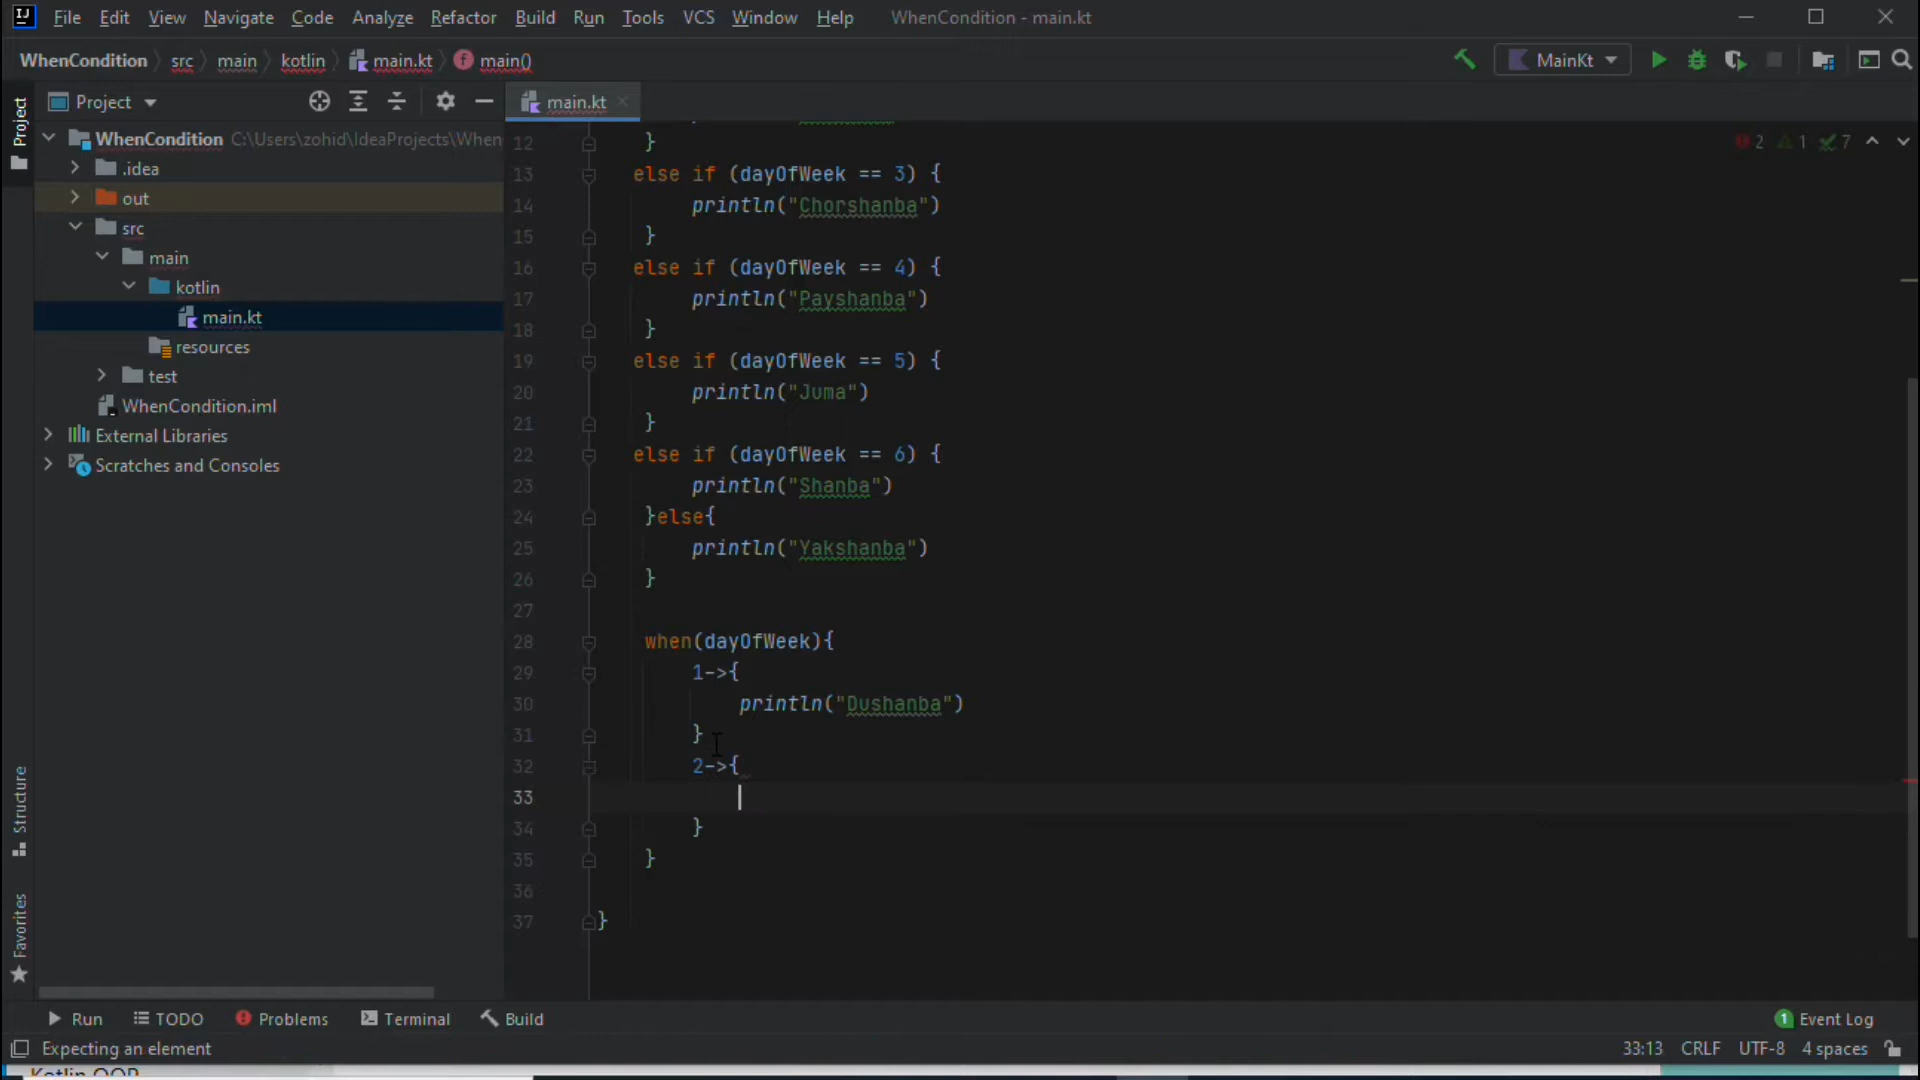 File Edit View Navigate Code Analyze Refactor Build Run Tools VCS Window Help WhenCondition - main.kt
WhenCondition src main kotlin main.kt main() MainKt
Project main.kt
Project
WhenCondition C:\Users\zohid\IdeaProjects\When
.idea
out
src
main
kotlin
main.kt
resources
test
WhenCondition.iml
External Libraries
Scratches and Consoles
Structure
Favorites
2 1 7
12 }
13 else if (dayOfWeek == 3) {
14 println("Chorshanba")
15 }
16 else if (dayOfWeek == 4) {
17 println("Payshanba")
18 }
19 else if (dayOfWeek == 5) {
20 println("Juma")
21 }
22 else if (dayOfWeek == 6) {
23 println("Shanba")
24 }else{
25 println("Yakshanba")
26 }
27
28 when(dayOfWeek){
29 1->{
30 println("Dushanba")
31 }
32 2->{
33
34 }
35 }
36
37 }
Run TODO Problems Terminal Build 1 Event Log
Expecting an element 33:13 CRLF UTF-8 4 spaces
Kotlin OOP